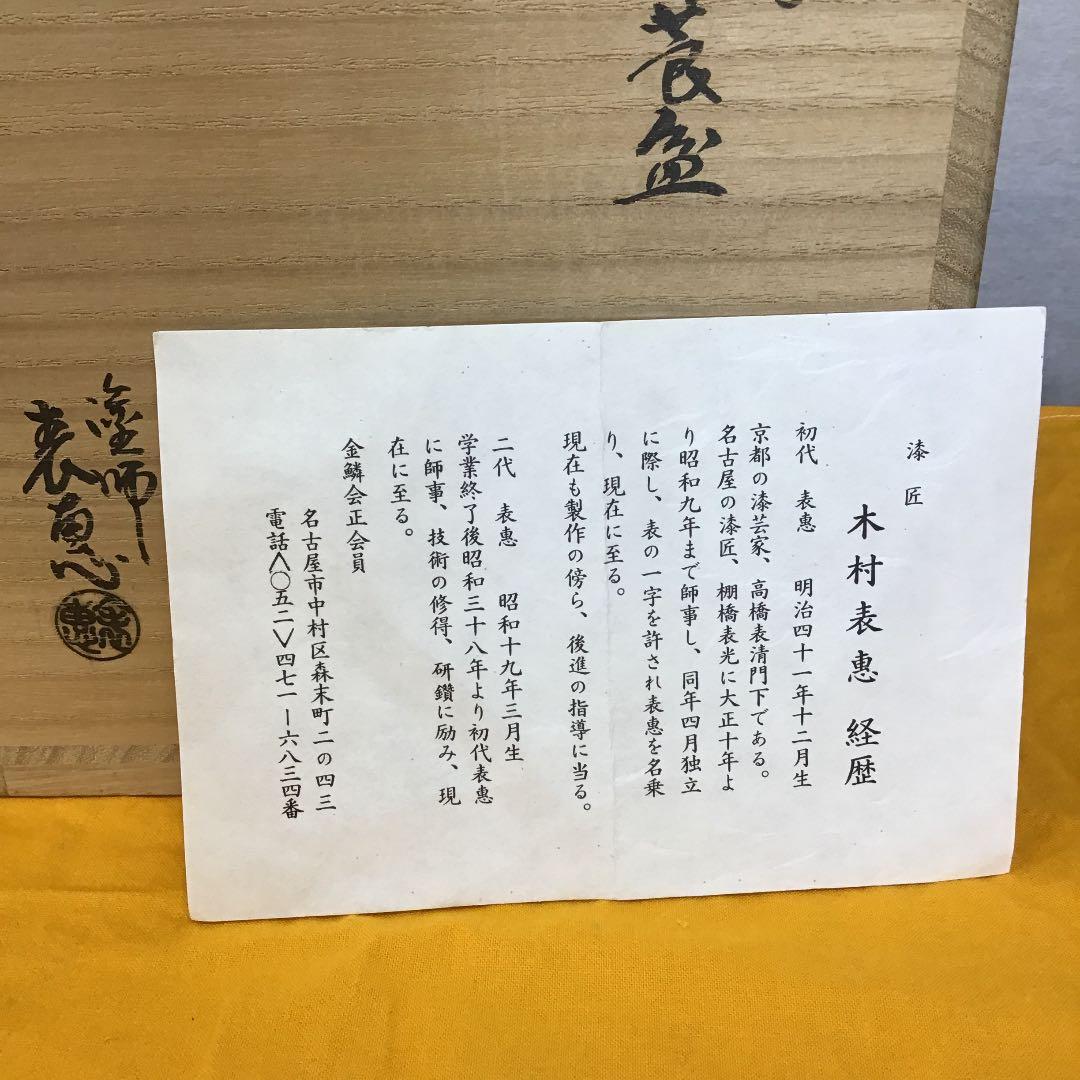 盆
塗師
表惠
漆匠
木村表惠 経歴
初代 表惠 明治四十一年十二月生
京都の漆芸家、高橋表清門下である。
名古屋の漆匠、棚橋表光に大正十年よ
り昭和九年まで師事し、同年四月独立
に際し、表の一字を許され表惠を名乗
り、現在に至る。
現在も製作の傍ら、後進の指導に当る。
二代 表惠 昭和十九年三月生
学業終了後昭和三十八年より初代表惠
に師事、技術の修得、研鑽に励み、現
在に至る。
金鱗会正会員
名古屋市中村区森末町二の四三
電話<〇五二>四七一ー六八三四番